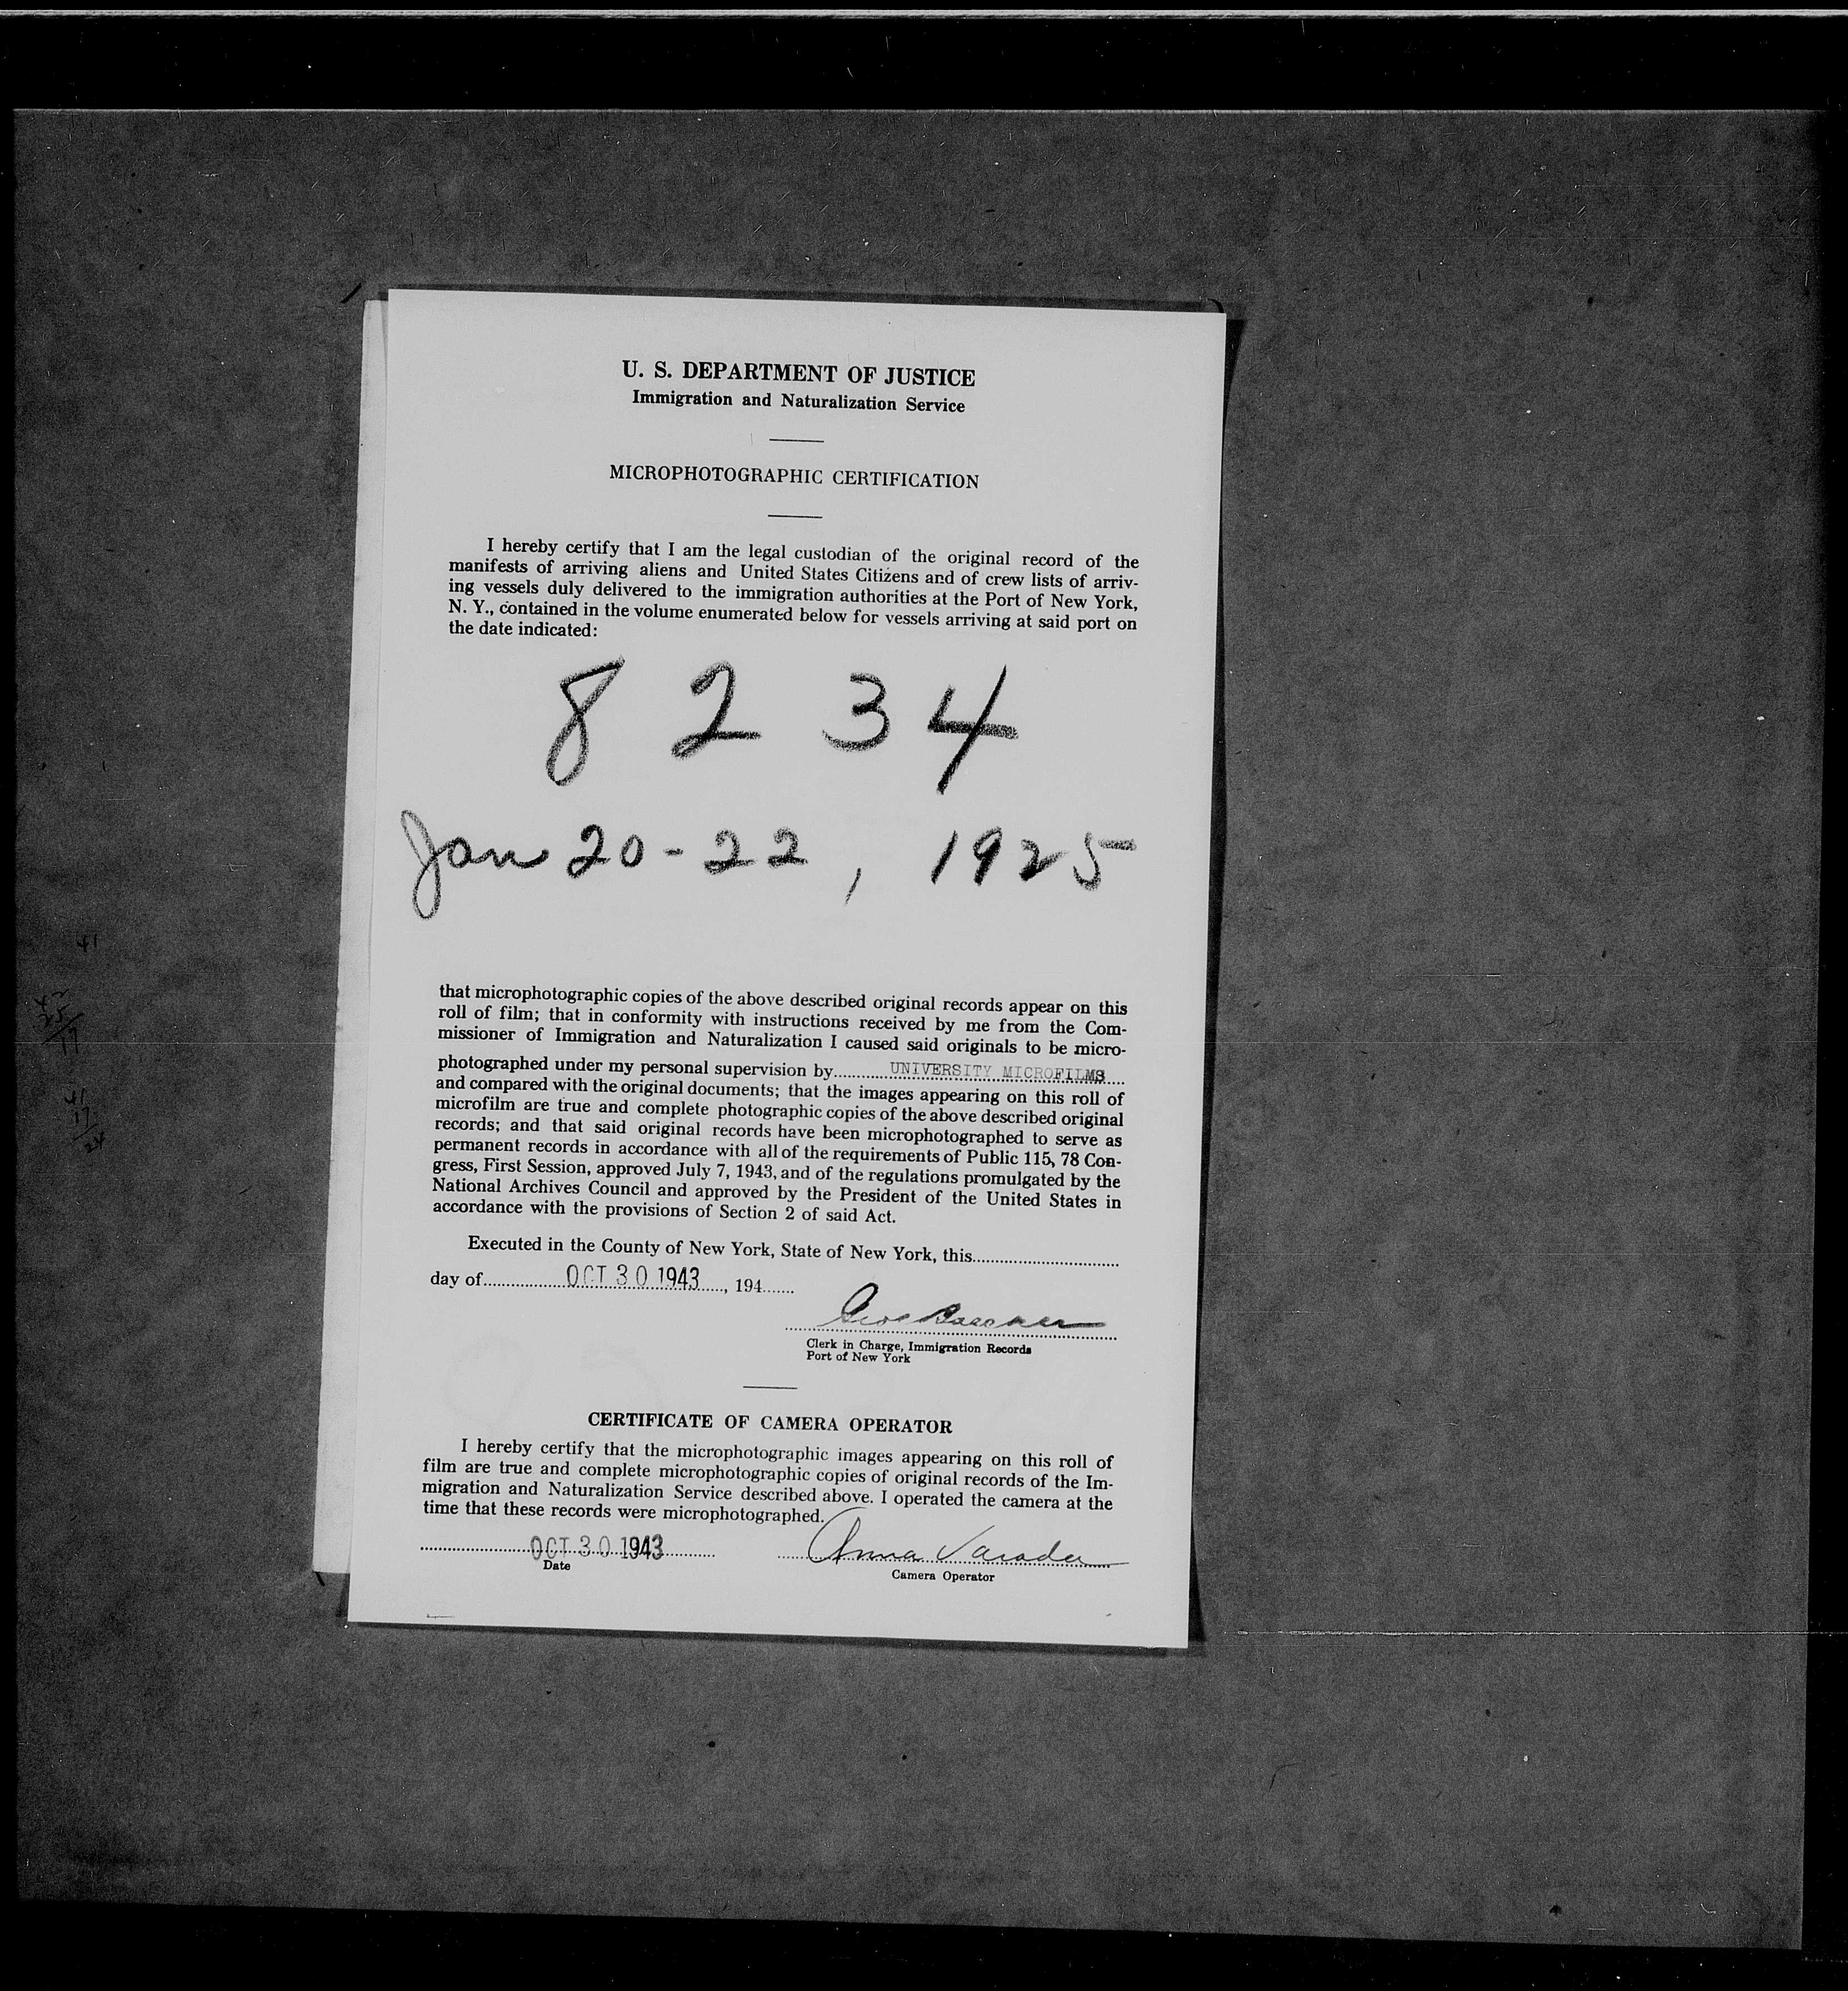 U. S. DEPARTMENT OF JUSTICE
Immigration and Naturalization Service
MICROPHOTOGRAPHIC CERTIFICATION
I hereby certify that I am the legal custodian of the original record of the
manifests of arriving aliens and United States Citizens and of crew lists of arriv-
ing vessels duly delivered to the immigration authorities at the Port of New York,
N. Y., contained in the volume enumerated below for vessels arriving at said port on
the date indicated:
8 2 3 4
Jan 20-22, 1925
that microphotographic copies of the above described original records appear on this
roll of film; that in conformity with instructions received by me from the Com-
missioner of Immigration and Naturalization I caused said originals to be micro-
photographed under my personal supervision by UNIVERSITY MICROFILMS
and compared with the original documents; that the images appearing on this roll of
microfilm are true and complete photographic copies of the above described original
records; and that said original records have been microphotographed to serve as
permanent records in accordance with all of the requirements of Public 115, 78 Con-
gress, First Session, approved July 7, 1943, and of the regulations promulgated by the
National Archives Council and approved by the President of the United States in
accordance with the provisions of Section 2 of said Act.
Executed in the County of New York, State of New York, this
day of OCT 30 1943, 194
Clerk in Charge, Immigration Records
Port of New York
CERTIFICATE OF CAMERA OPERATOR
I hereby certify that the microphotographic images appearing on this roll of
film are true and complete microphotographic copies of original records of the Im-
migration and Naturalization Service described above. I operated the camera at the
time that these records were microphotographed.
OCT 30 1943 Anna
Date
Camera Operator
41
41
17
24